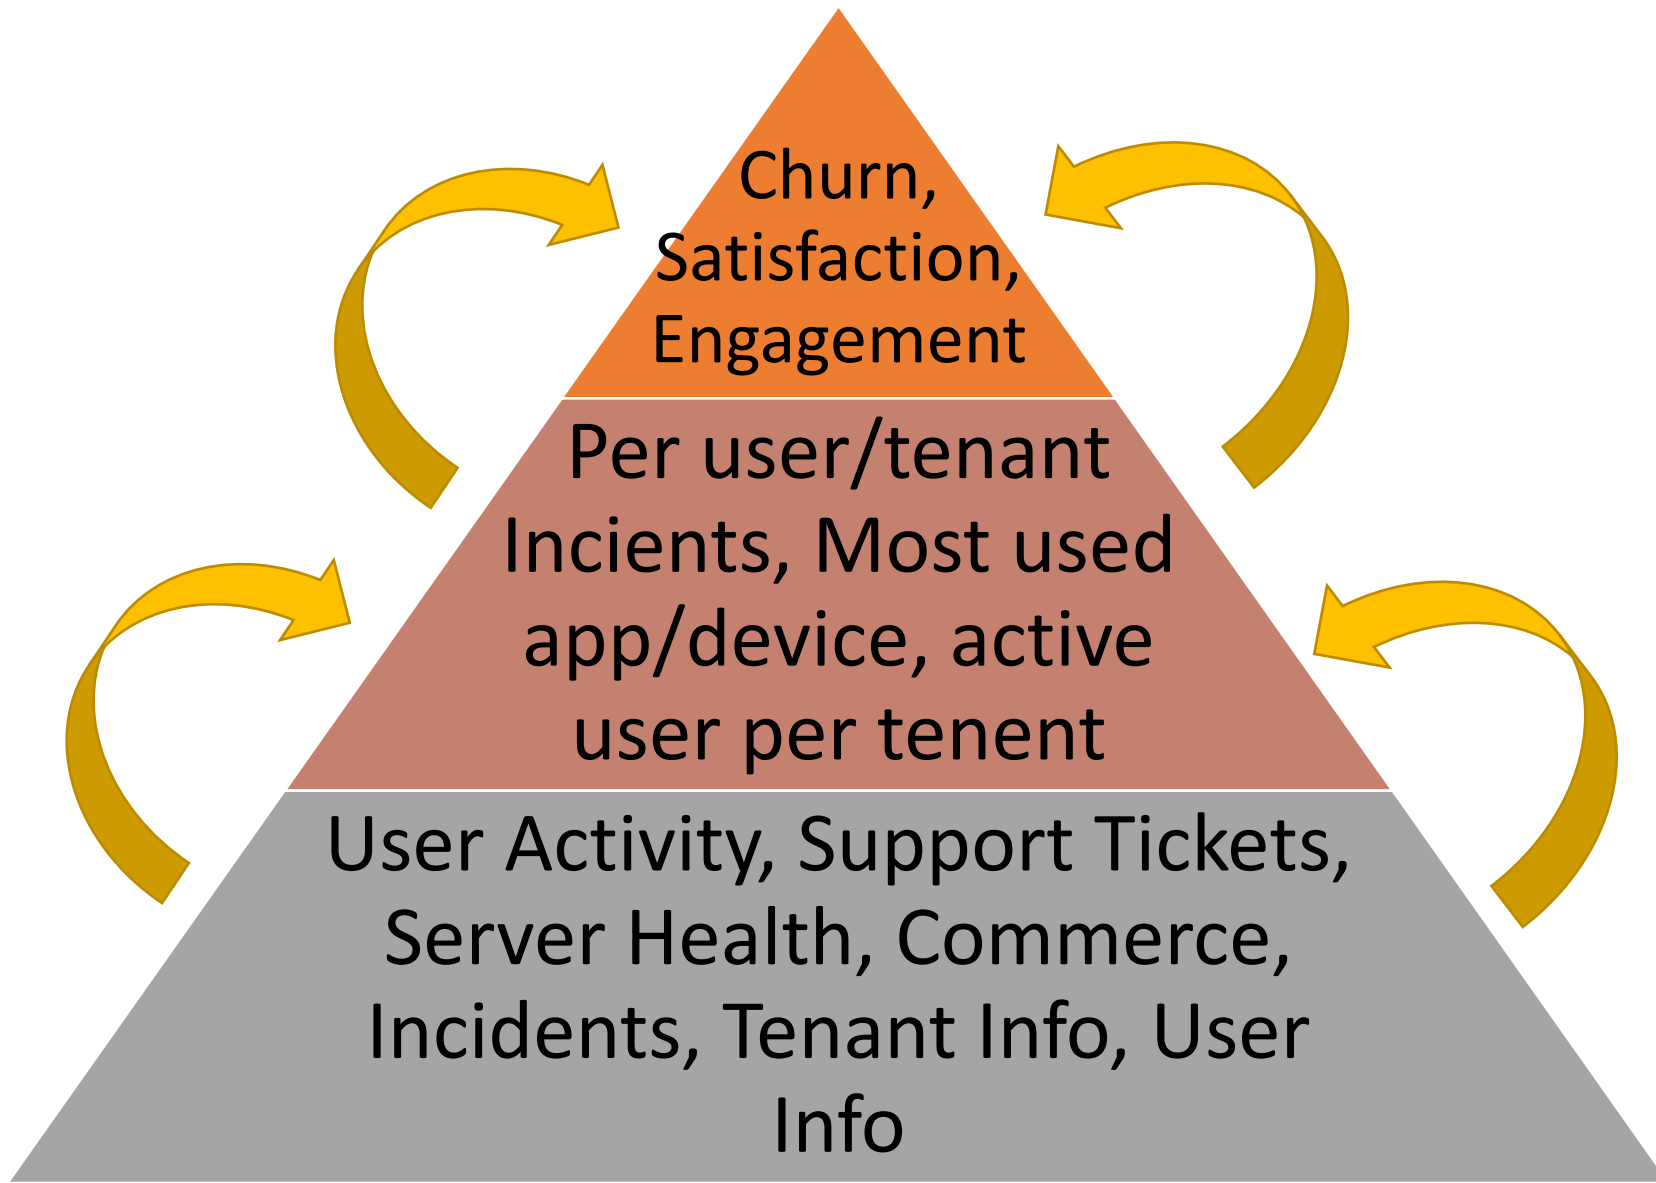 Churn,
Satisfaction,
Engagement
Per user/tenant
Incients, Most used
app/device, active
user per tenent
User Activity, Support Tickets,
Server Health, Commerce,
Incidents, Tenant Info, User
Info